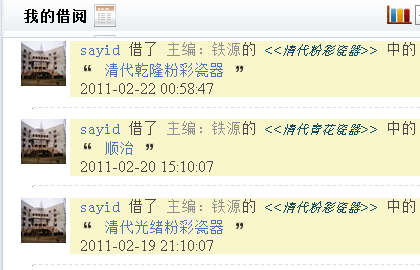 我的借阅
sayid 借了 主编：铁源的 <<清代粉彩瓷器>> 中的
“ 清代乾隆粉彩瓷器 ”
2011-02-22 00:58:47
sayid 借了 主编：铁源的 <<清代青花瓷器>> 中的
“ 顺治 ”
2011-02-20 15:10:07
sayid 借了 主编：铁源的 <<清代粉彩瓷器>> 中的
“ 清代光绪粉彩瓷器 ”
2011-02-19 21:10:07